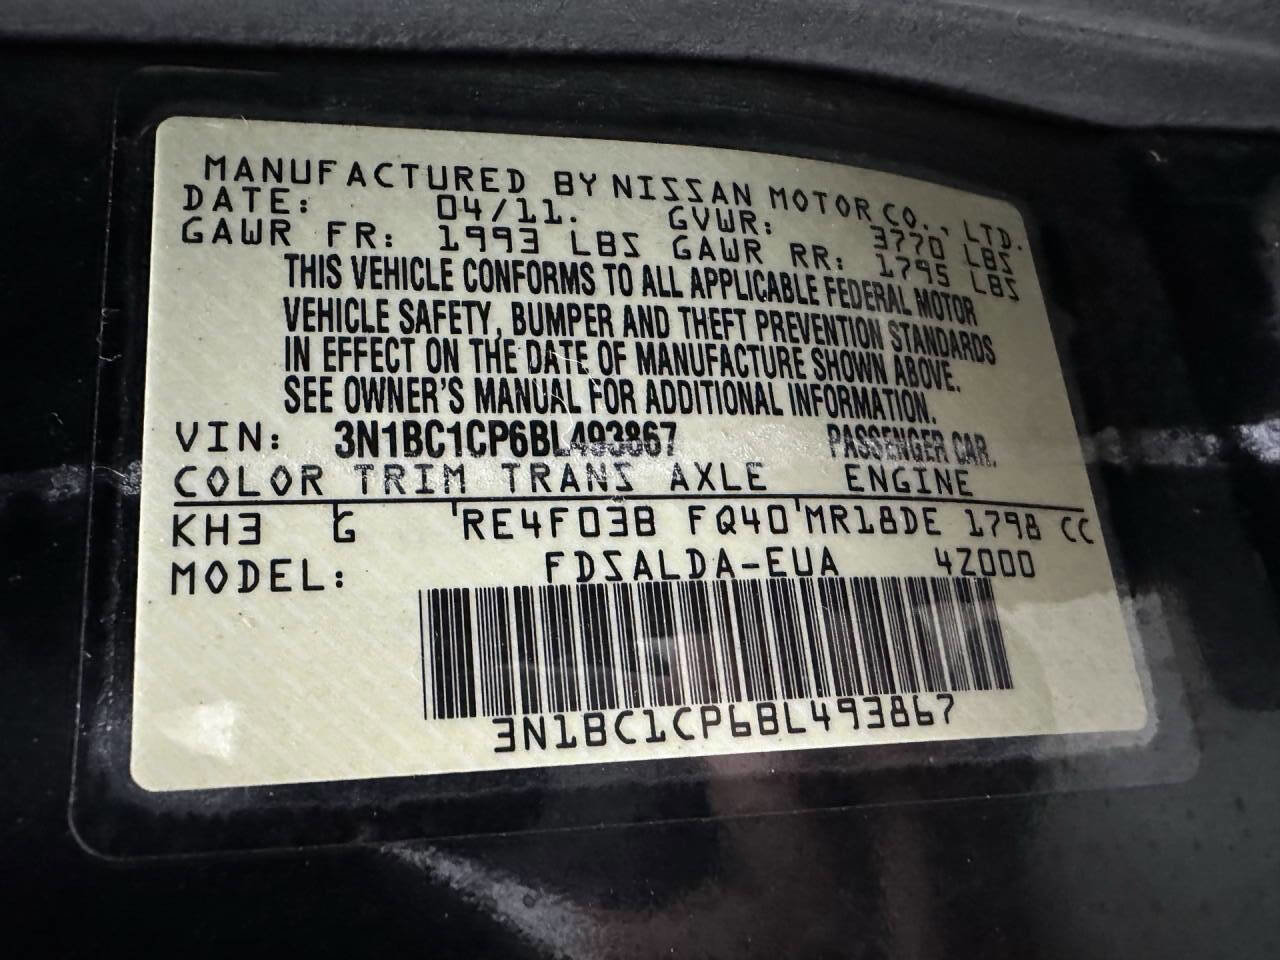 MANUFACTURED BY NISSAN MOTOR CO., LTD.
DATE: 04/11. GVWR: 3770 LBS
GAWR FR: 1993 LBS GAWR RR: 1795 LBS
THIS VEHICLE CONFORMS TO ALL APPLICABLE FEDERAL MOTOR
VEHICLE SAFETY, BUMPER AND THEFT PREVENTION STANDARDS
IN EFFECT ON THE DATE OF MANUFACTURE SHOWN ABOVE.
SEE OWNER'S MANUAL FOR ADDITIONAL INFORMATION.
VIN: 3N1BC1CP6BL493867 PASSENGER CAR.
COLOR TRIM TRANS AXLE ENGINE
KH3 G RE4F03B FQ40 MR18DE 1798 CC
MODEL: FDSALDA-EUA 4Z000
3N1BC1CP6BL493867